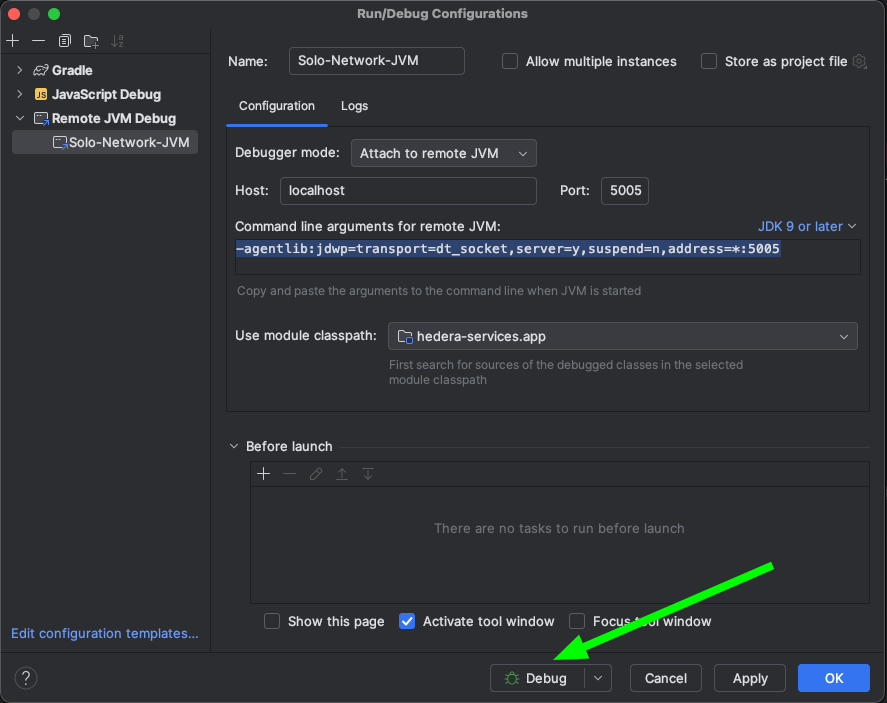 Run/Debug Configurations
Gradle
JS JavaScript Debug
Remote JVM Debug
Solo-Network-JVM
Edit configuration templates...
Name: Solo-Network-JVM Allow multiple instances Store as project file
Configuration Logs
Debugger mode: Attach to remote JVM
Host: localhost Port: 5005
Command line arguments for remote JVM: JDK 9 or later
-agentlib:jdwp=transport=dt_socket,server=y,suspend=n,address=*:5005
Copy and paste the arguments to the command line when JVM is started
Use module classpath: hedera-services.app
First search for sources of the debugged classes in the selected
module classpath
Before launch
There are no tasks to run before launch
Show this page Activate tool window Focus tool window
? Debug Cancel Apply OK